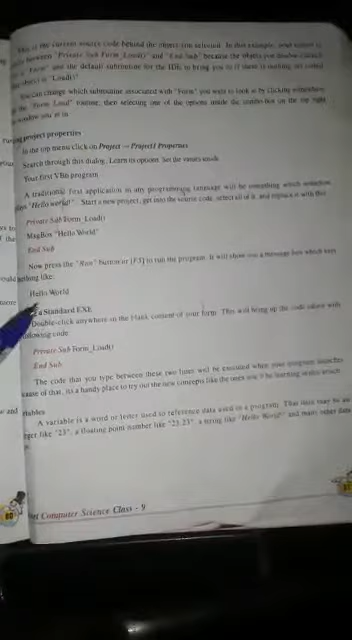 This is the current source code behind the object you selected. In this example, your cursor is
between "Private Sub Form_Load()" and "End Sub" because the object you double-clicked
"Form" and the default subroutine for the IDE to bring you to if there is nothing yet coded
object) is "Load()"
You can change which subroutine associated with "Form" you want to look at by clicking somewhere
the "Form_Load" routine, then selecting one of the options inside the combo-box on the top right
window you're in
project properties
In the top menu click on Project → Project1 Properties
Search through this dialog. Learn its options. Set the values
Your first VB6 program
A traditional first application in any programming language will be something which
says "Hello world!". Start a new project, get into the source code, select all of it, and replace it with this
Private Sub Form_Load()
MsgBox "Hello World"
End Sub
Now press the "Run" button or [F5] to run the program. It will show you a message box which says
something like:
Hello World
a Standard EXE
Double-click anywhere in the blank content of your form. This will bring up the code editor with
following code:
Private Sub Form_Load()
End Sub
The code that you type between these two lines will be executed when your program launches
cause of that, its a handy place to try out the new concepts like the ones you'll be learning
riables
A variable is a word or letter used to reference data used in a program. That data may be an
eger like "23", a floating point number like "23.23", a string like "Hello World" and many other data
Computer Science Class - 9